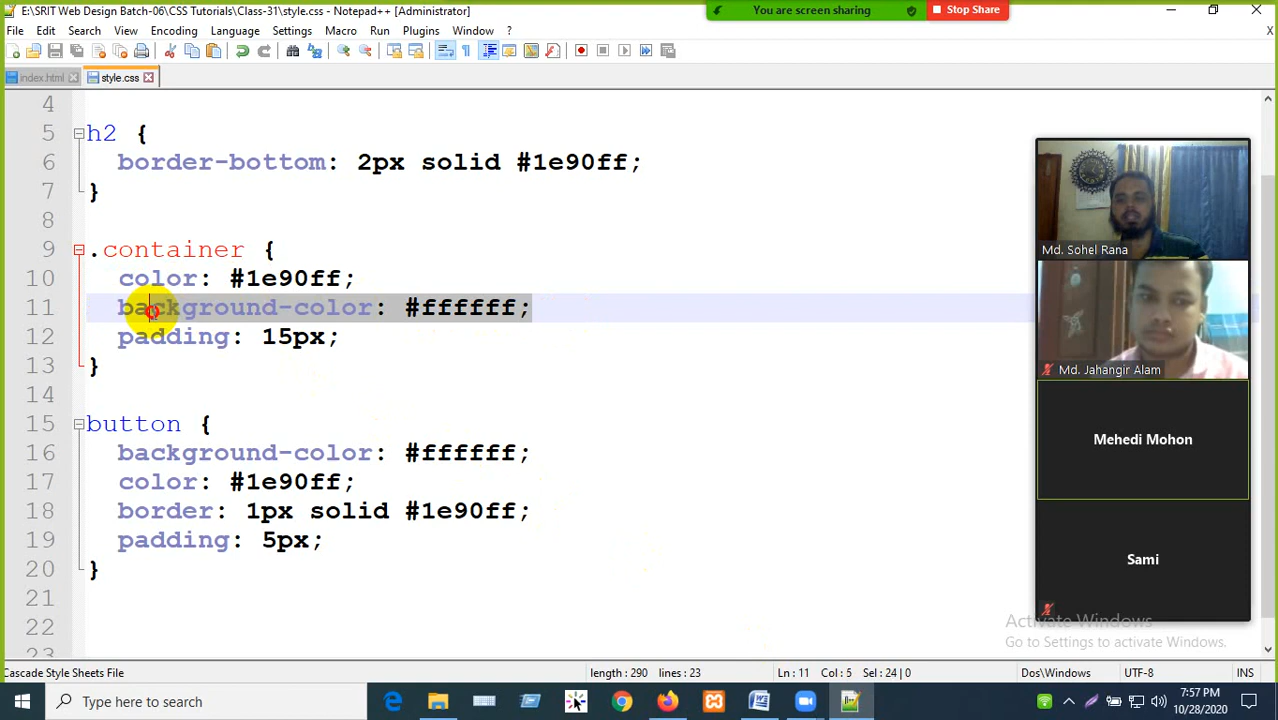 E:\SRIT Web Design Batch-06\CSS Tutorials\Class-31\style.css - Notepad++ [Administrator]
You are screen sharing
Stop Share
File Edit Search View Encoding Language Settings Macro Run Plugins Window ?
X
index.html
style.css
4
5 h2 {
6 border-bottom: 2px solid #1e90ff;
7 }
8
9 .container {
10 color: #1e90ff;
11 background-color: #ffffff;
12 padding: 15px;
13 }
14
15 button {
16 background-color: #ffffff;
17 color: #1e90ff;
18 border: 1px solid #1e90ff;
19 padding: 5px;
20 }
21
22
23
Md. Sohel Rana
Md. Jahangir Alam
Mehedi Mohon
Sami
Activate Windows
Go to Settings to activate Windows.
Cascade Style Sheets File
length : 290 lines : 23
Ln : 11 Col : 5 Sel : 24 | 0
Dos\Windows
UTF-8
INS
Type here to search
7:57 PM
10/28/2020